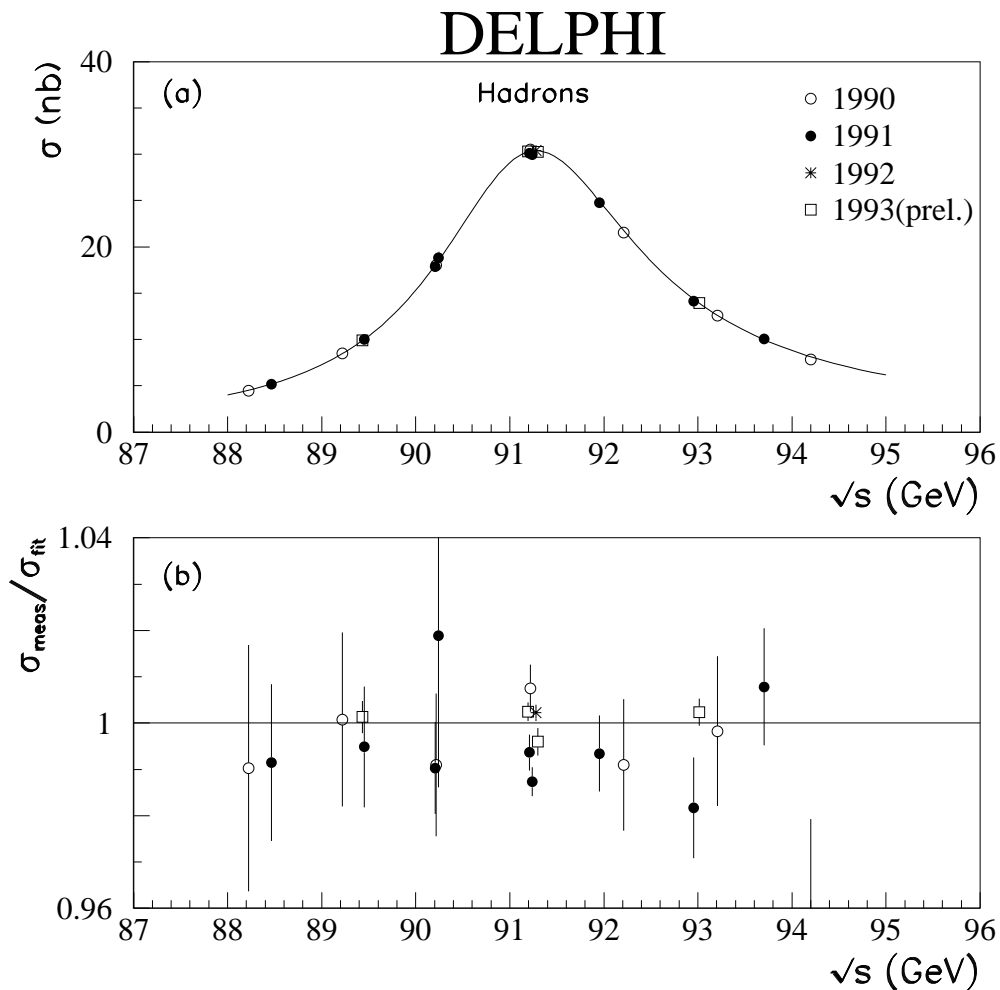 DELPHI
σ (nb)
(a)
Hadrons
1990
1991
1992
1993(prel.)
40
20
0
87 88 89 90 91 92 93 94 95 96
√s (GeV)
σmeas/σfit
(b)
1.04
1
0.96
87 88 89 90 91 92 93 94 95 96
√s (GeV)